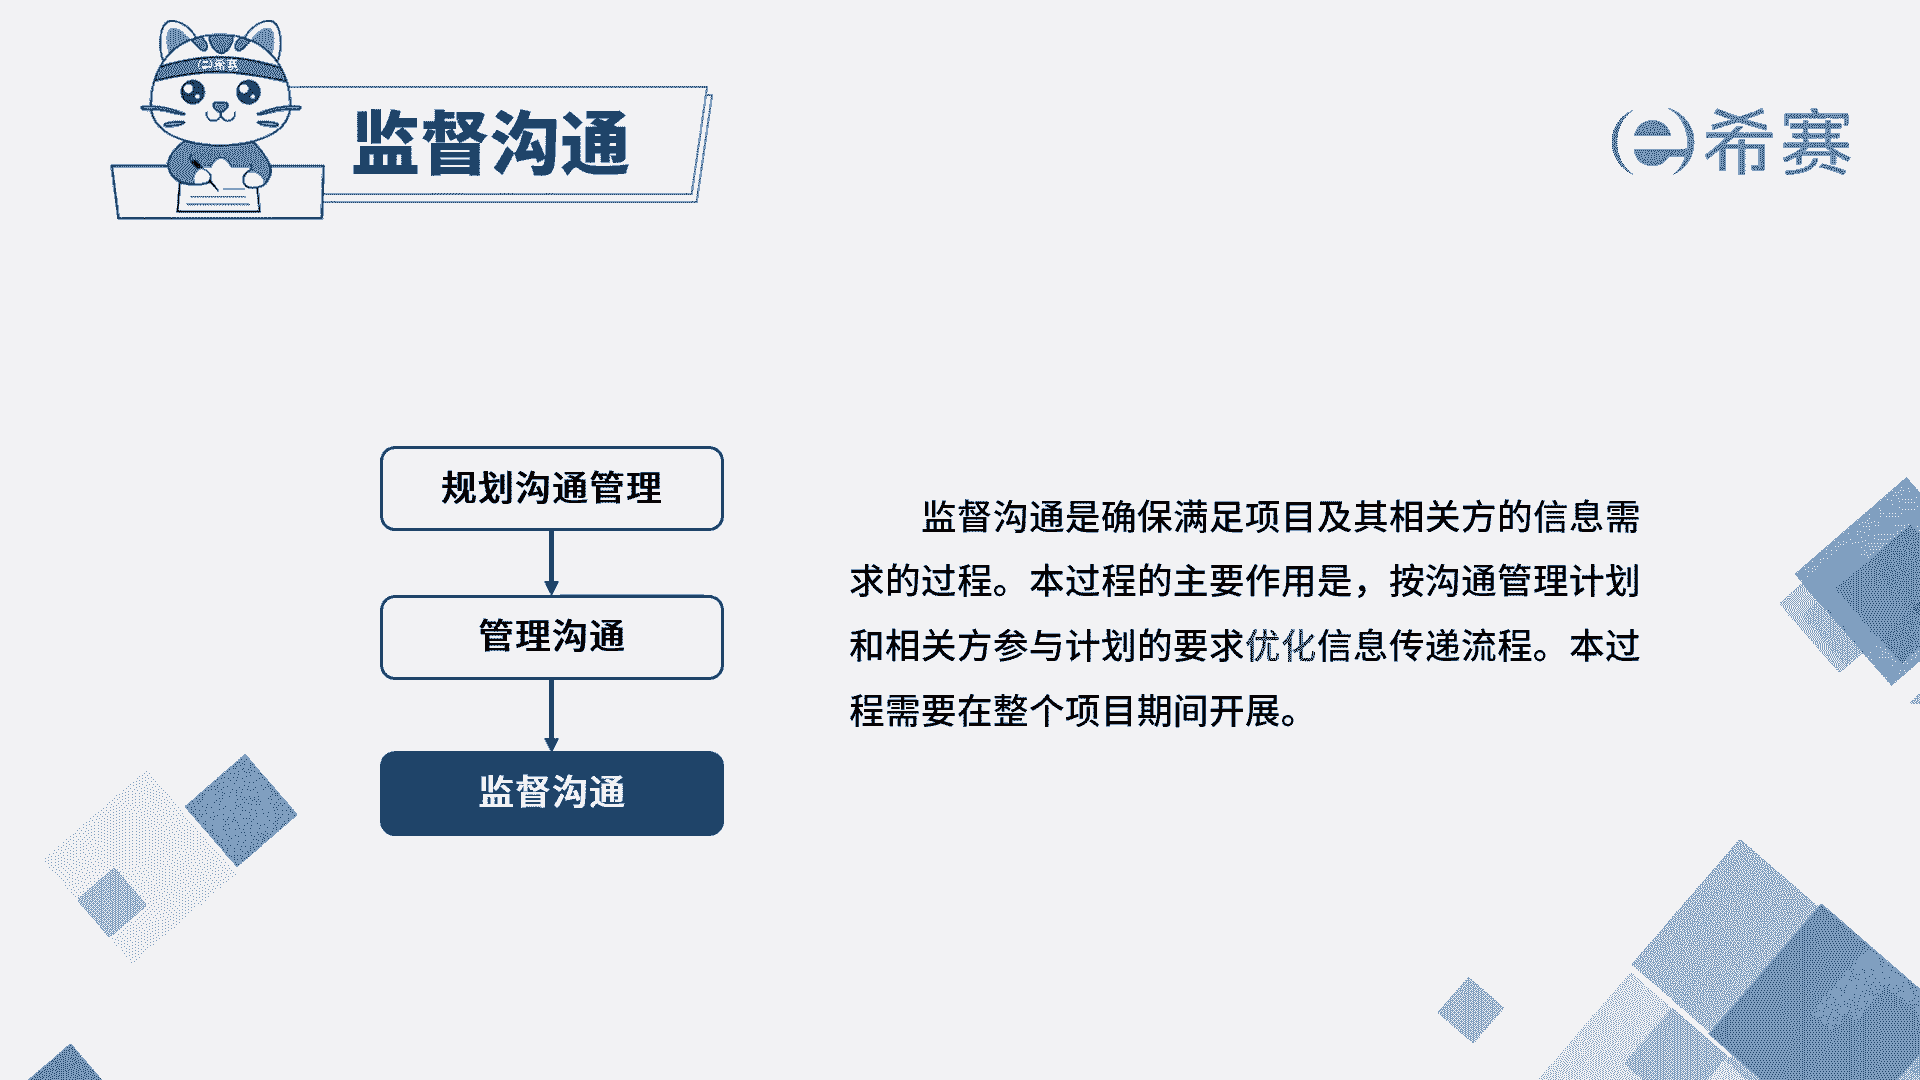 希赛
监督沟通
希赛
规划沟通管理
管理沟通
监督沟通
监督沟通是确保满足项目及其相关方的信息需
求的过程。本过程的主要作用是，按沟通管理计划
和相关方参与计划的要求优化信息传递流程。本过
程需要在整个项目期间开展。